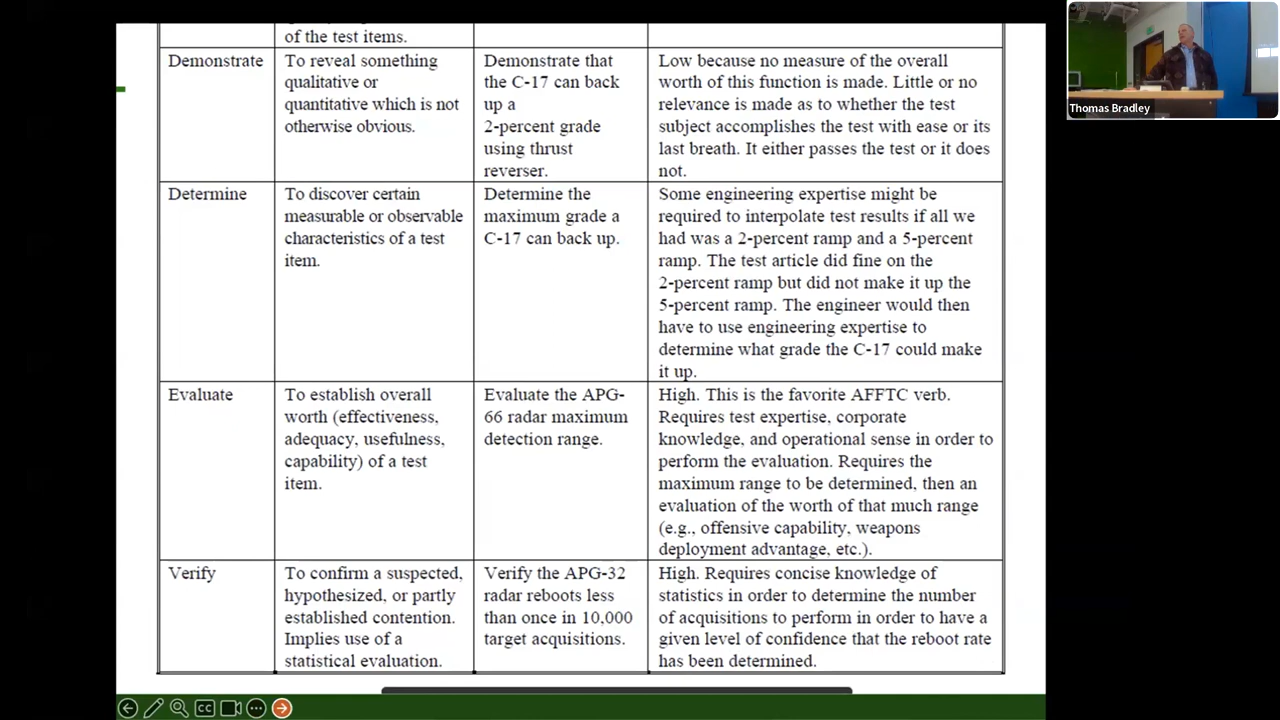 of the test items.
Demonstrate
To reveal something
qualitative or
quantitative which is not
otherwise obvious.
Demonstrate that
the C-17 can back
up a
2-percent grade
using thrust
reverser.
Low because no measure of the overall
worth of this function is made. Little or no
relevance is made as to whether the test
subject accomplishes the test with ease or its
last breath. It either passes the test or it does
not.
Determine
To discover certain
measurable or observable
characteristics of a test
item.
Determine the
maximum grade a
C-17 can back up.
Some engineering expertise might be
required to interpolate test results if all we
had was a 2-percent ramp and a 5-percent
ramp. The test article did fine on the
2-percent ramp but did not make it up the
5-percent ramp. The engineer would then
have to use engineering expertise to
determine what grade the C-17 could make
it up.
Evaluate
To establish overall
worth (effectiveness,
adequacy, usefulness,
capability) of a test
item.
Evaluate the APG-
66 radar maximum
detection range.
High. This is the favorite AFFTC verb.
Requires test expertise, corporate
knowledge, and operational sense in order to
perform the evaluation. Requires the
maximum range to be determined, then an
evaluation of the worth of that much range
(e.g., offensive capability, weapons
deployment advantage, etc.).
Verify
To confirm a suspected,
hypothesized, or partly
established contention.
Implies use of a
statistical evaluation.
Verify the APG-32
radar reboots less
than once in 10,000
target acquisitions.
High. Requires concise knowledge of
statistics in order to determine the number
of acquisitions to perform in order to have a
given level of confidence that the reboot rate
has been determined.
CC
Thomas Bradley